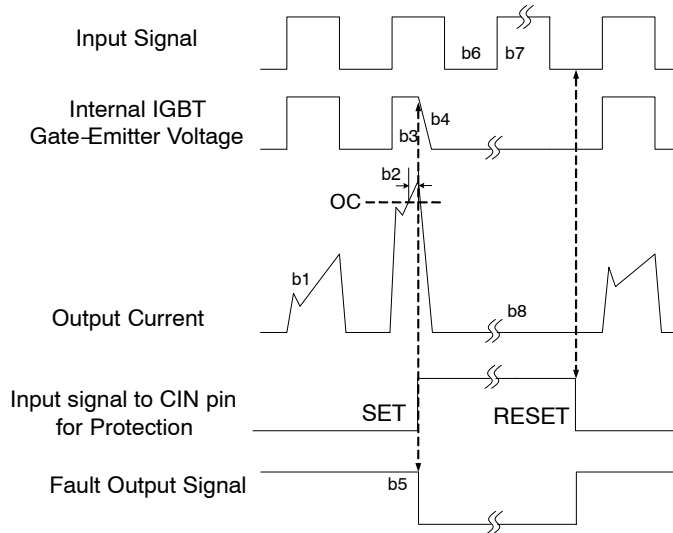 Input Signal
b6
b7
Internal IGBT
Gate-Emitter Voltage
b3
b4
b2
OC
b1
Output Current
b8
Input signal to CIN pin
for Protection
SET
RESET
Fault Output Signal
b5